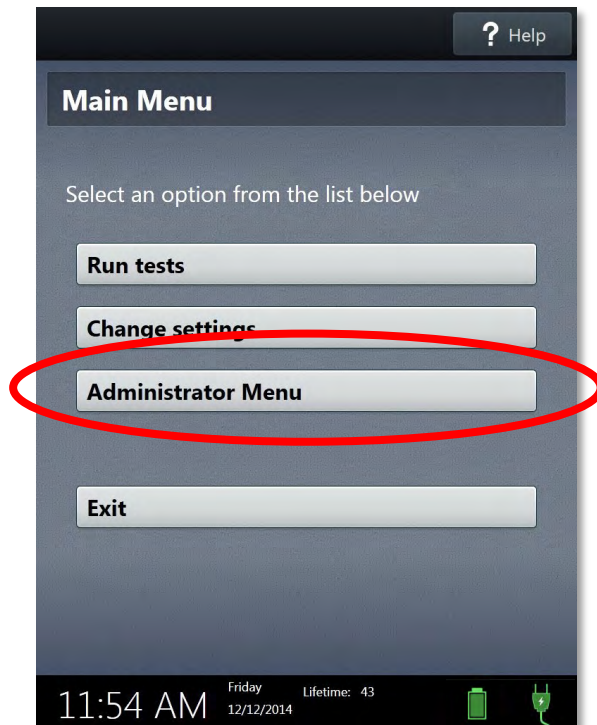 ? Help
Main Menu
Select an option from the list below
Run tests
Change settings
Administrator Menu
Exit
11:54 AM
Friday
12/12/2014
Lifetime: 43